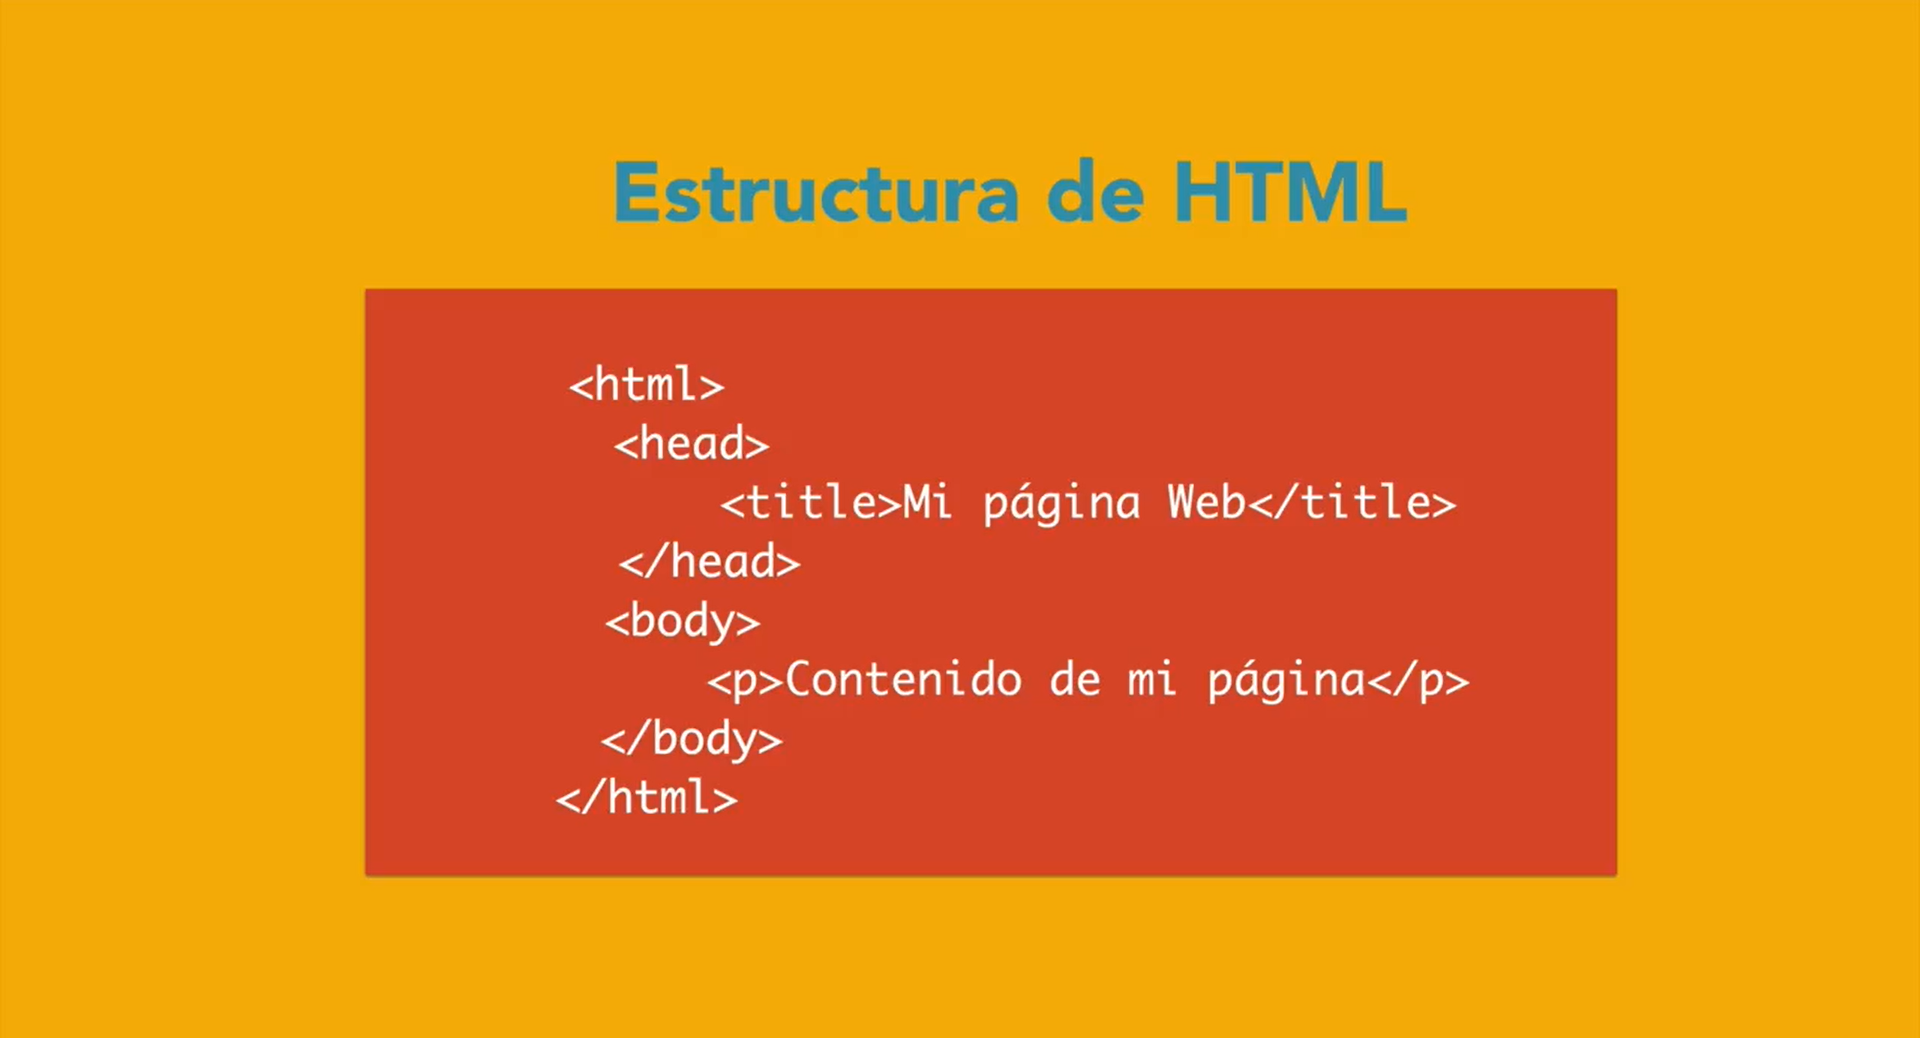 Estructura de HTML
<html>
<head>
<title>Mi página Web</title>
</head>
<body>
<p>Contenido de mi página</p>
</body>
</html>